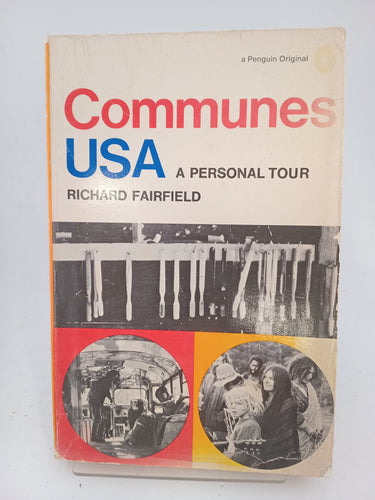 a Penguin Original
Communes
USA A PERSONAL TOUR
RICHARD FAIRFIELD